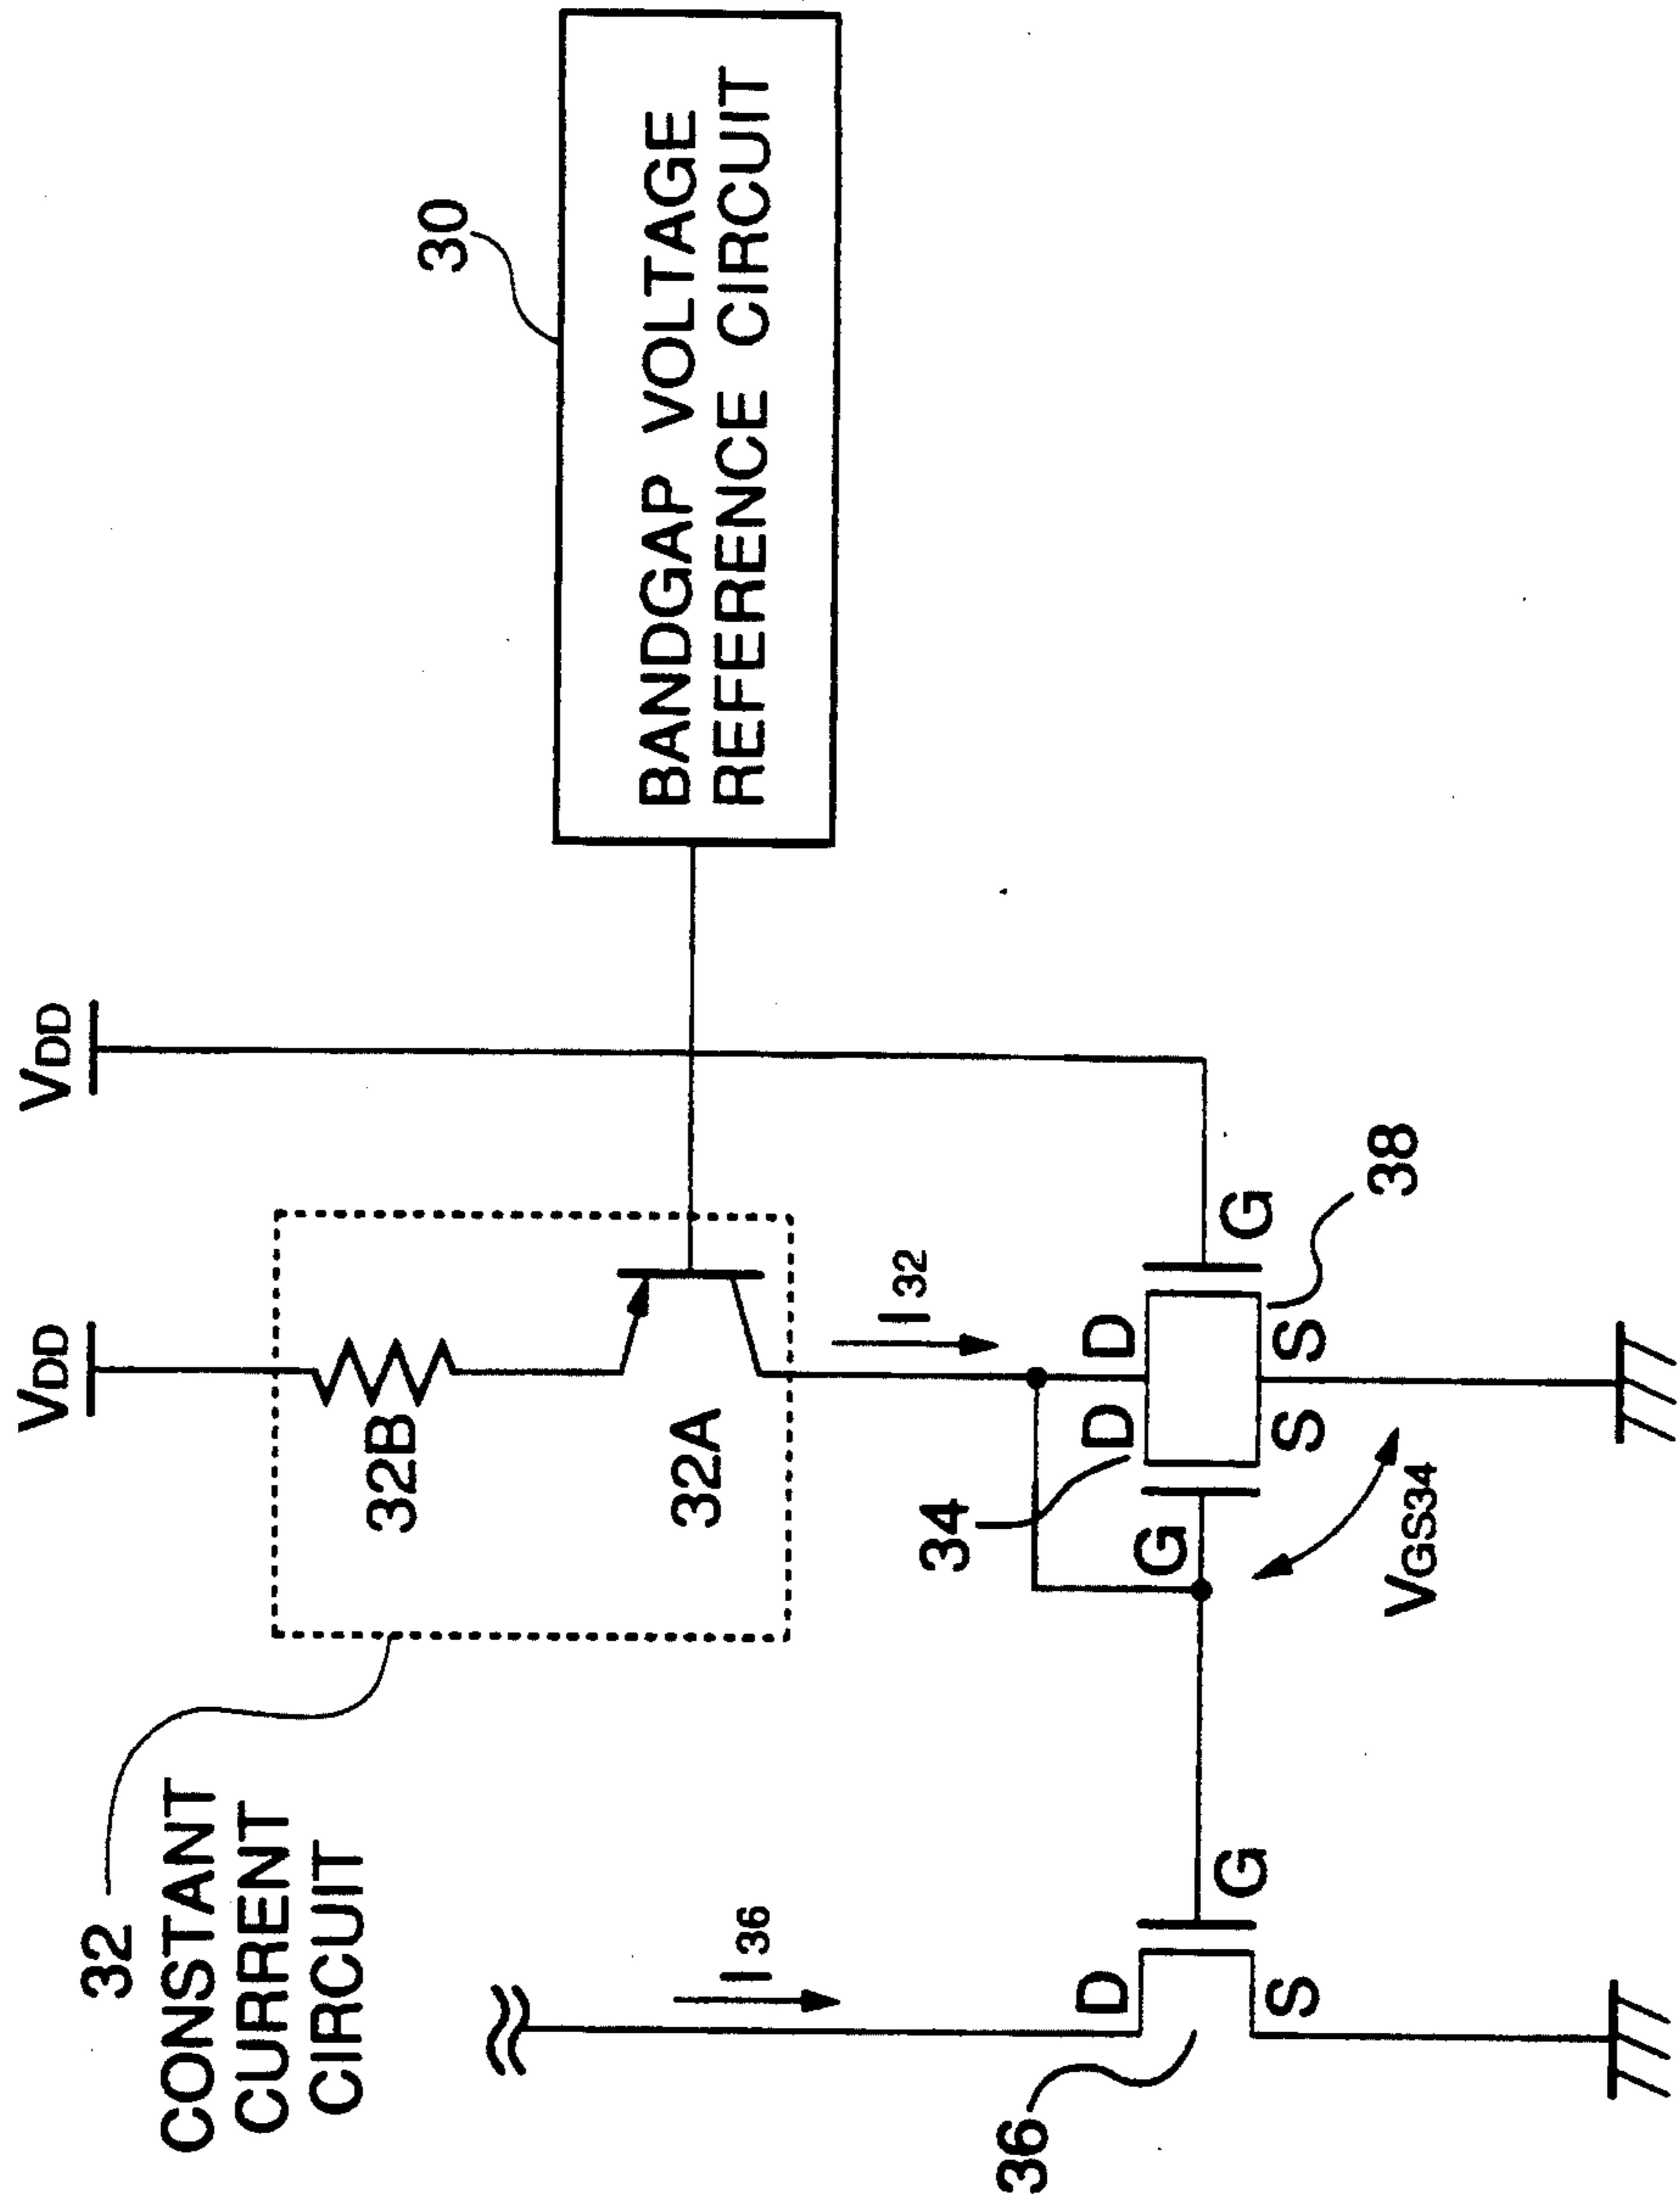 VDD
VDD
32
CONSTANT
CURRENT
CIRCUIT
32B
32A
30
BANDGAP VOLTAGE
REFERENCE CIRCUIT
I36
I32
34
D
D
D
G
G
G
S
S
S
36
38
VGS34